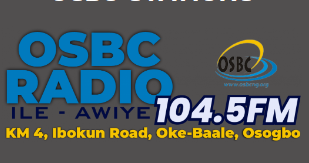 OSBC
RADIO
ILE - AWIYE
104.5FM
OSBC
KM 4, Ibokun Road, Oke-Baale, Osogbo